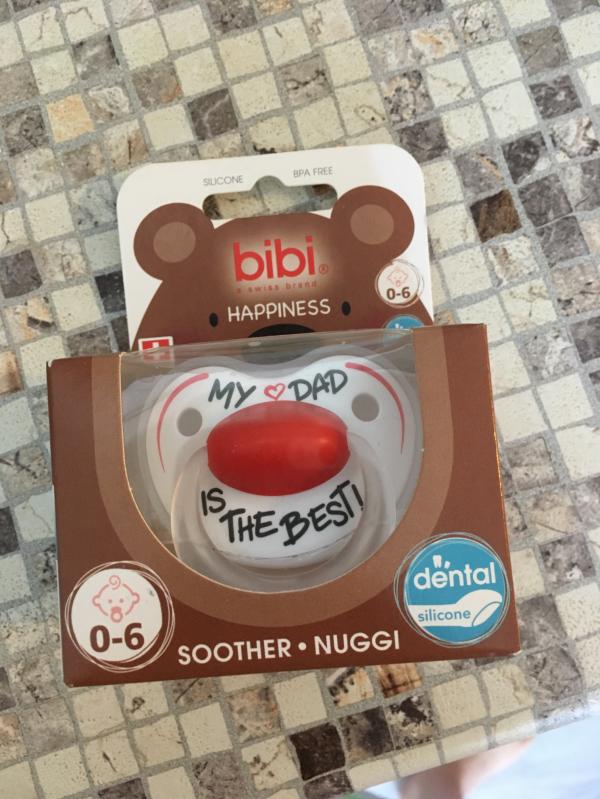 SILICONE BPA FREE
bibi®
a swiss brand
HAPPINESS
0-6
MY DAD
IS THE BEST!
0-6
dental
silicone
SOOTHER • NUGGI